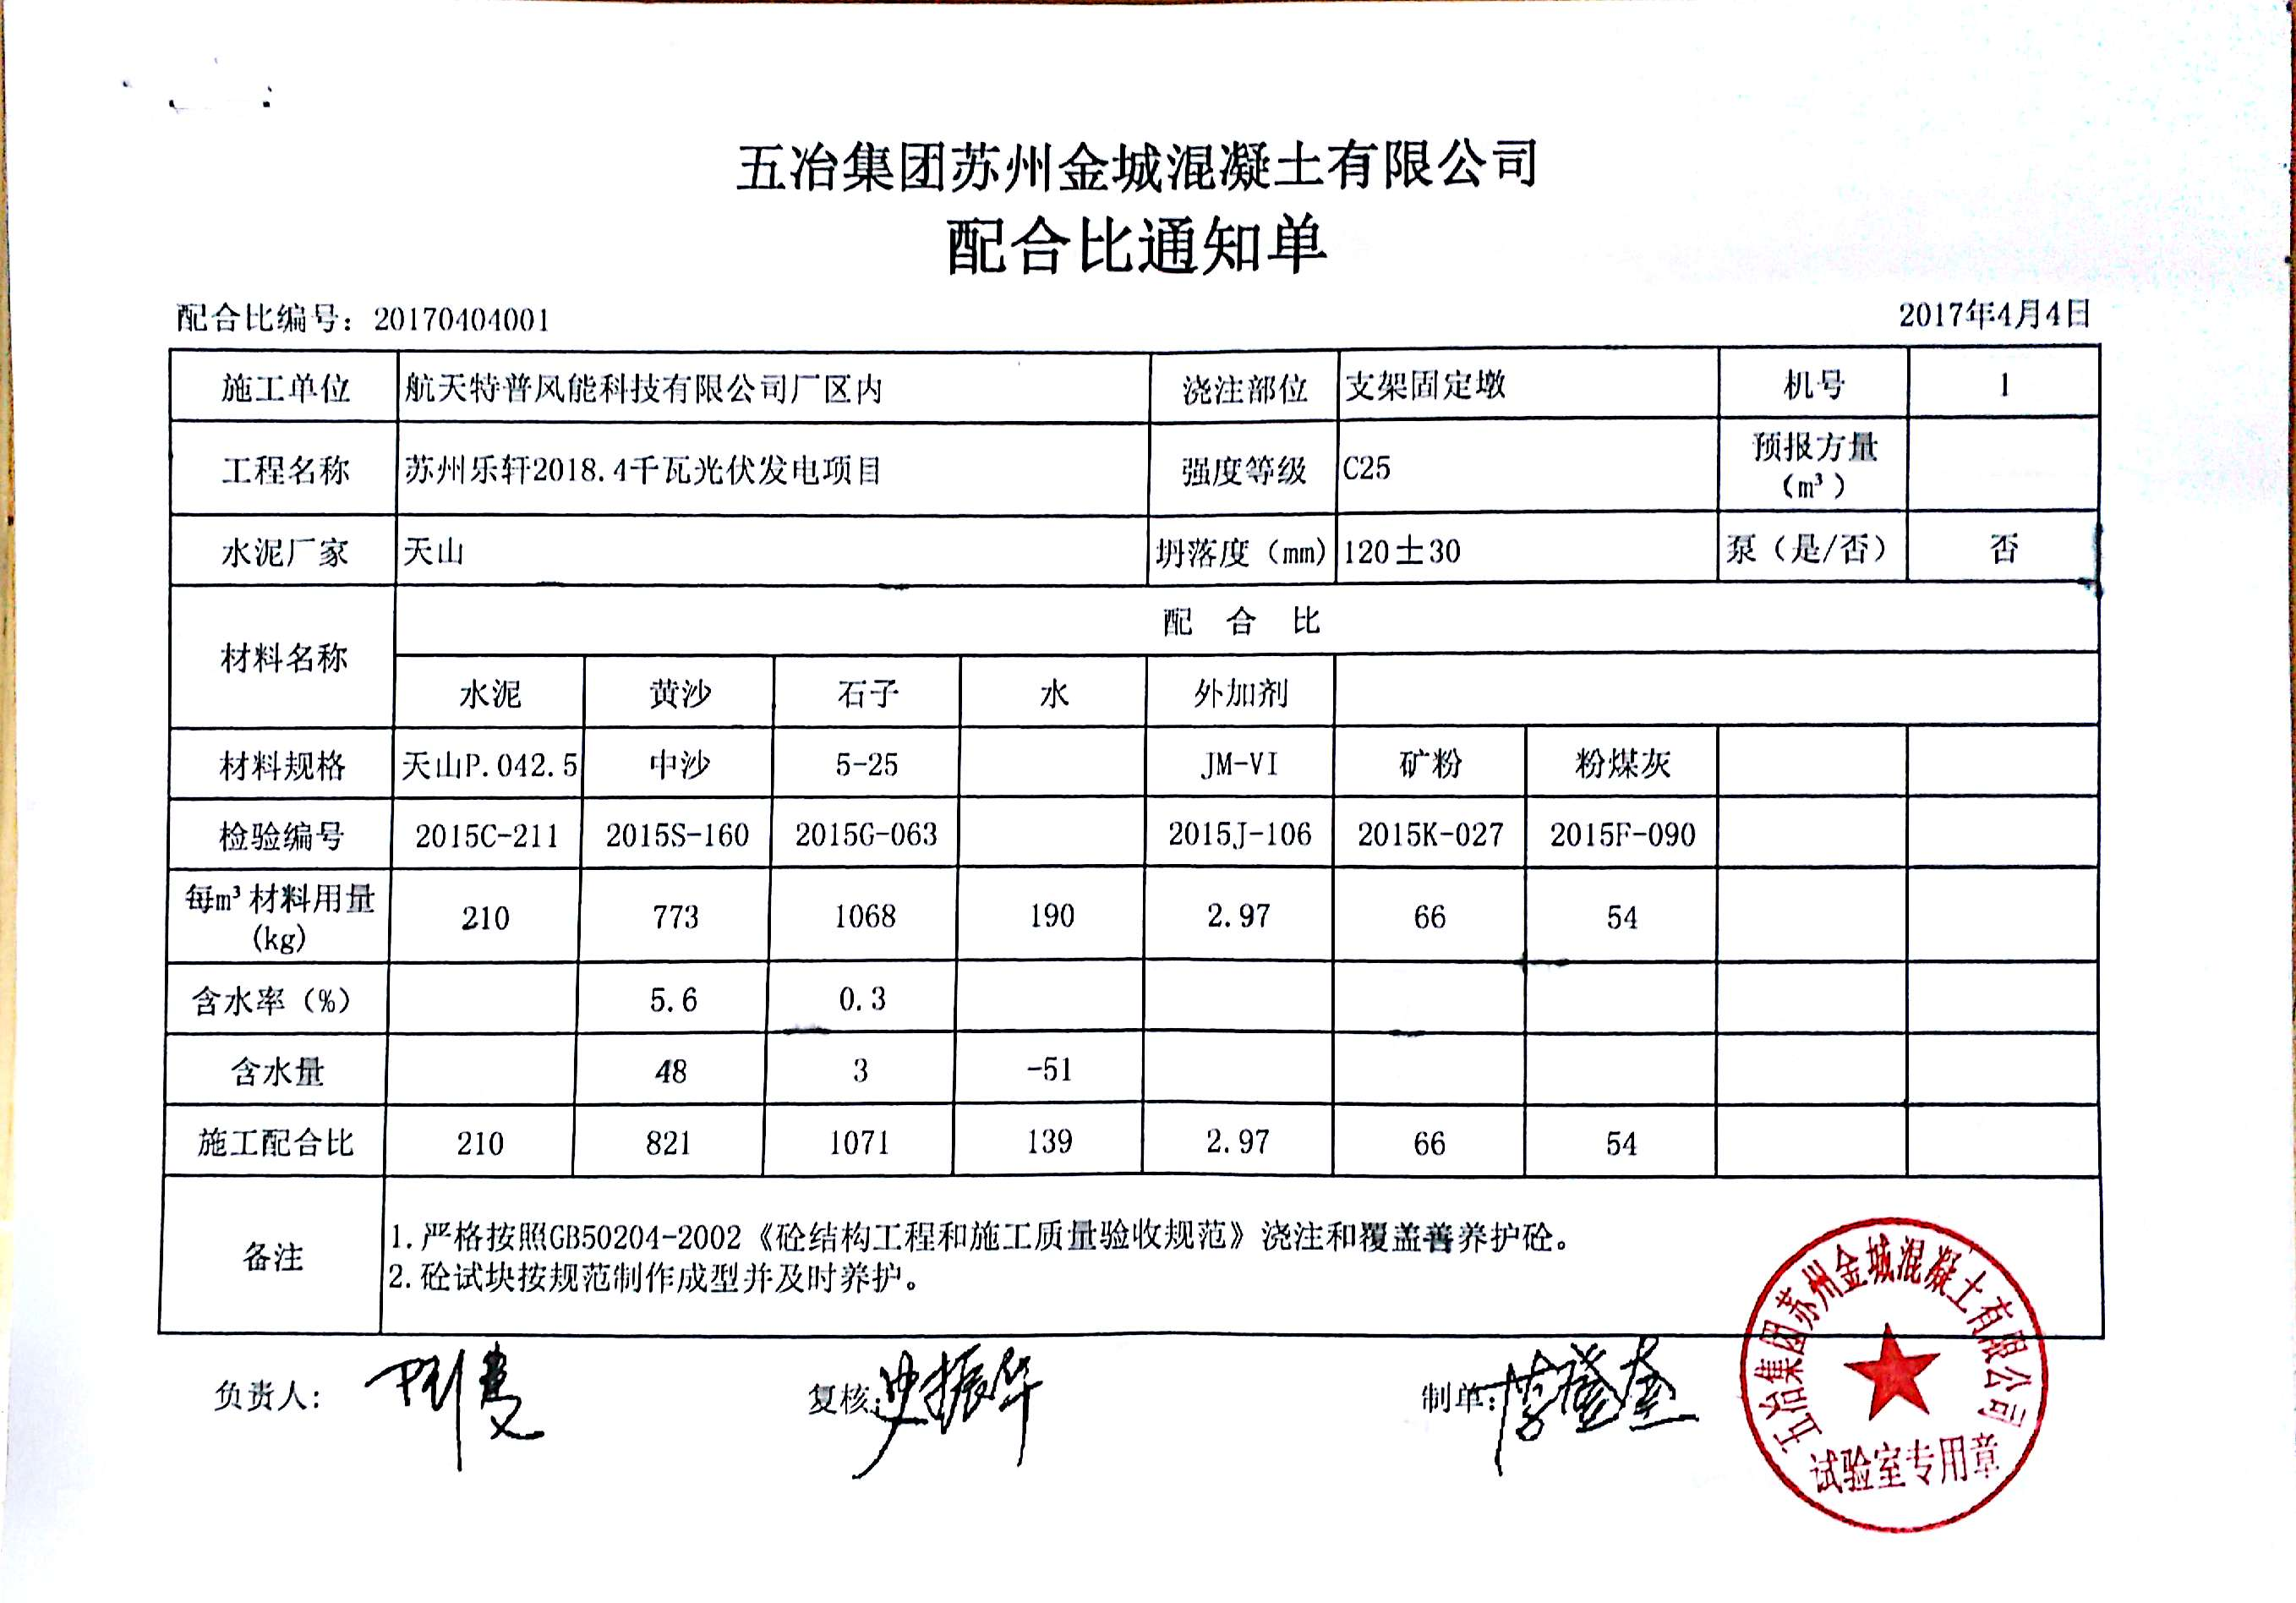 五冶集团苏州金城混凝土有限公司
配合比通知单
配合比编号：20170404001
2017年4月4日
施工单位 航天特普风能科技有限公司厂区内 浇注部位 支架固定墩 机号 1
工程名称 苏州乐轩2018.4千瓦光伏发电项目 强度等级 C25 预报方量（m³）
水泥厂家 天山 坍落度（mm） 120±30 泵（是/否） 否
材料名称 配 合 比
水泥 黄沙 石子 水 外加剂
材料规格 天山P.042.5 中沙 5-25 JM-VI 矿粉 粉煤灰
检验编号 2015C-211 2015S-160 2015G-063 2015J-106 2015K-027 2015F-090
每m³材料用量(kg) 210 773 1068 190 2.97 66 54
含水率（%） 5.6 0.3
含水量 48 3 -51
施工配合比 210 821 1071 139 2.97 66 54
备注
1.严格按照GB50204-2002《砼结构工程和施工质量验收规范》浇注和覆盖善养护砼。
2.砼试块按规范制作成型并及时养护。
负责人： 复核：史振华 制单：
五冶集团苏州金城混凝土有限公司
试验室专用章